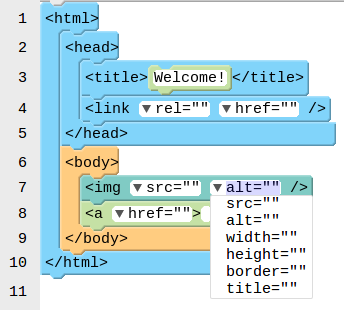 1 <html>
2 <head>
3 <title> Welcome! </title>
4 <link ▼ rel="" ▼ href="" />
5 </head>
6 <body>
7 <img ▼ src="" ▼ alt="" />
8 <a ▼ href="">
src=""
alt=""
9 </body>
width=""
height=""
10 </html>
border=""
11
title=""